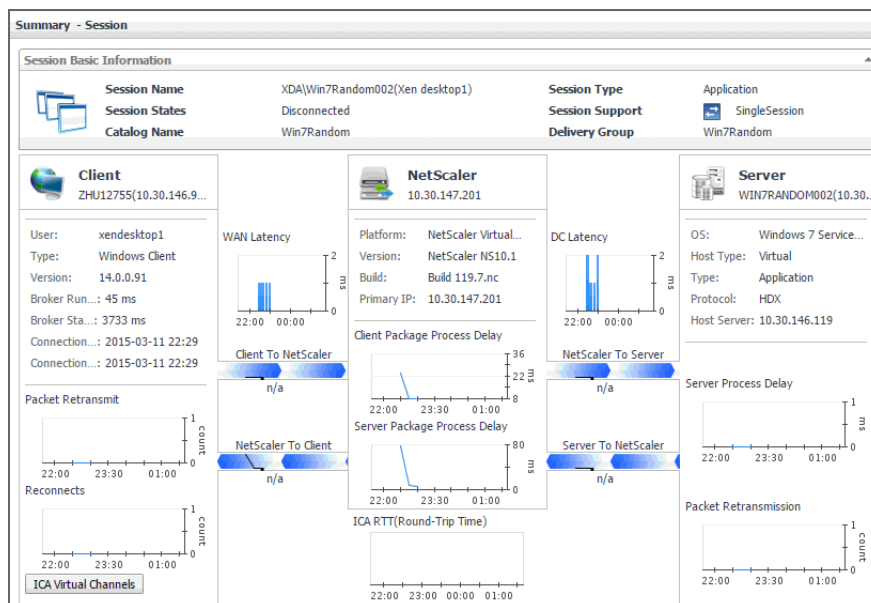 Summary - Session
Session Basic Information
Session Name XDA\Win7Random002(Xen desktop1) Session Type Application
Session States Disconnected Session Support SingleSession
Catalog Name Win7Random Delivery Group Win7Random
Client
ZHU12755(10.30.146.9...
User: xendesktop1
Type: Windows Client
Version: 14.0.0.91
Broker Run...: 45 ms
Broker Sta...: 3733 ms
Connection...: 2015-03-11 22:29
Connection...: 2015-03-11 22:29
Packet Retransmit
1
0
count
22:00 23:30 01:00
Reconnects
1
0
count
22:00 23:30 01:00
ICA Virtual Channels
WAN Latency
2
0
ms
22:00 00:00
Client To NetScaler
n/a
NetScaler To Client
n/a
NetScaler
10.30.147.201
Platform: NetScaler Virtual...
Version: NetScaler NS10.1
Build: Build 119.7.nc
Primary IP: 10.30.147.201
Client Package Process Delay
36
22
8
ms
22:00 23:30 01:00
Server Package Process Delay
80
0
ms
22:00 23:30 01:00
ICA RTT(Round-Trip Time)
22:00 23:00 00:00 01:00
DC Latency
2
0
ms
22:00 00:00
NetScaler To Server
n/a
Server To NetScaler
n/a
Server
WIN7RANDOM002(10.30...
OS: Windows 7 Service...
Host Type: Virtual
Type: Application
Protocol: HDX
Host Server: 10.30.146.119
Server Process Delay
1
0
ms
22:00 23:30 01:00
Packet Retransmission
1
0
count
22:00 23:30 01:00